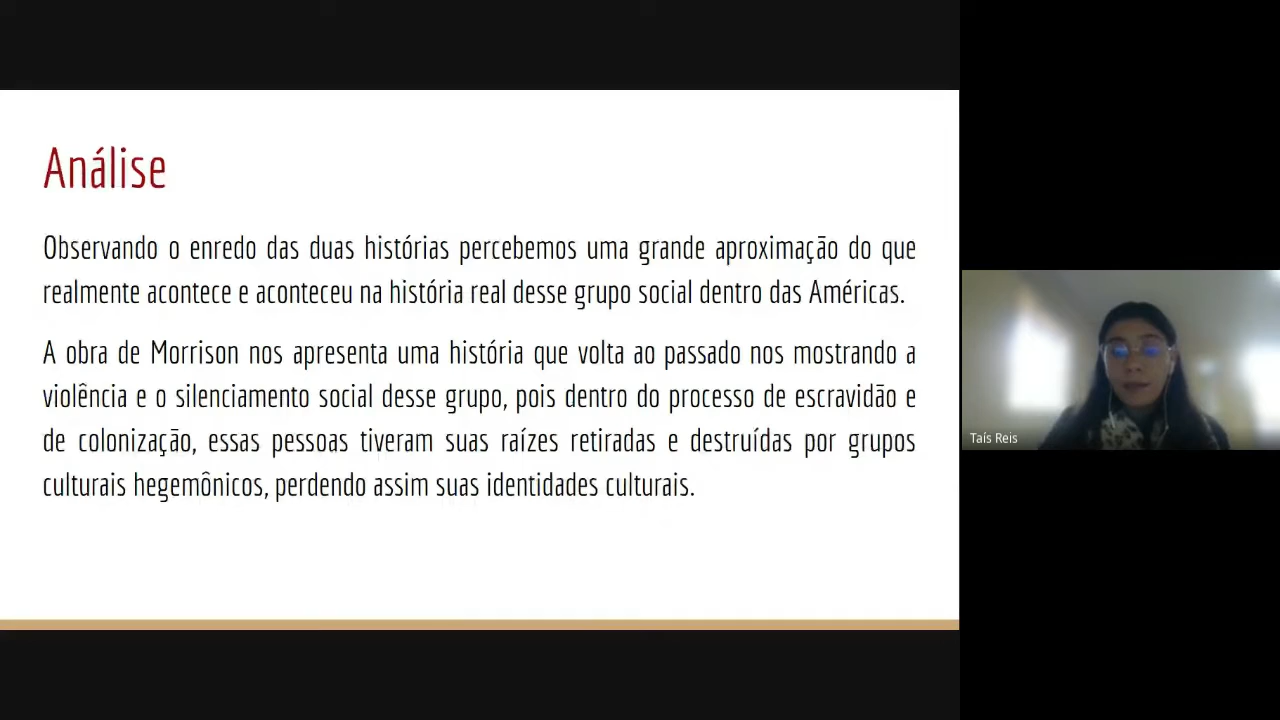 Análise
Observando o enredo das duas histórias percebemos uma grande aproximação do que
realmente acontece e aconteceu na história real desse grupo social dentro das Américas.
A obra de Morrison nos apresenta uma história que volta ao passado nos mostrando a
violência e o silenciamento social desse grupo, pois dentro do processo de escravidão e
de colonização, essas pessoas tiveram suas raízes retiradas e destruídas por grupos
culturais hegemônicos, perdendo assim suas identidades culturais.
Taís Reis